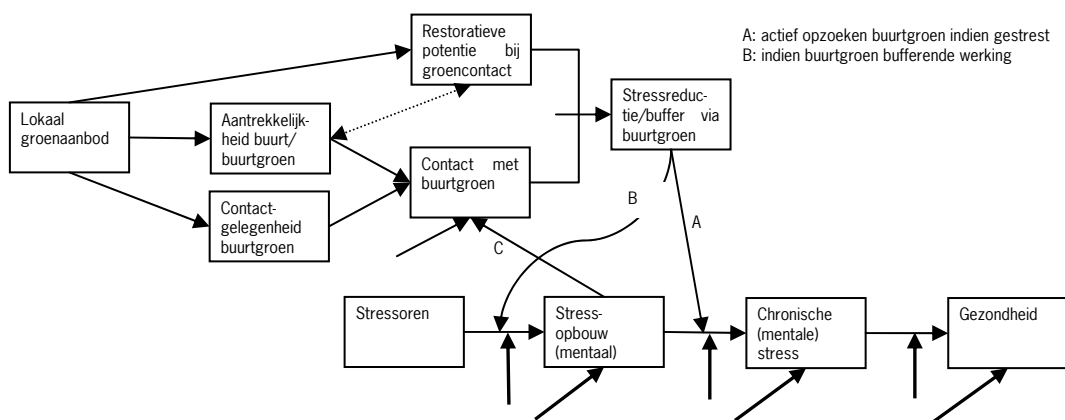 Restoratieve
potentie bij
groencontact
A: actief opzoeken buurtgroen indien gestrest
B: indien buurtgroen bufferende werking
Lokaal
groenaanbod
Aantrekkelijk-
heid buurt/
buurtgroen
Stressreduc-
tie/buffer via
buurtgroen
Contact met
buurtgroen
Contact-
gelegenheid
buurtgroen
B
A
C
Stressoren
Stress-
opbouw
(mentaal)
Chronische
(mentale)
stress
Gezondheid